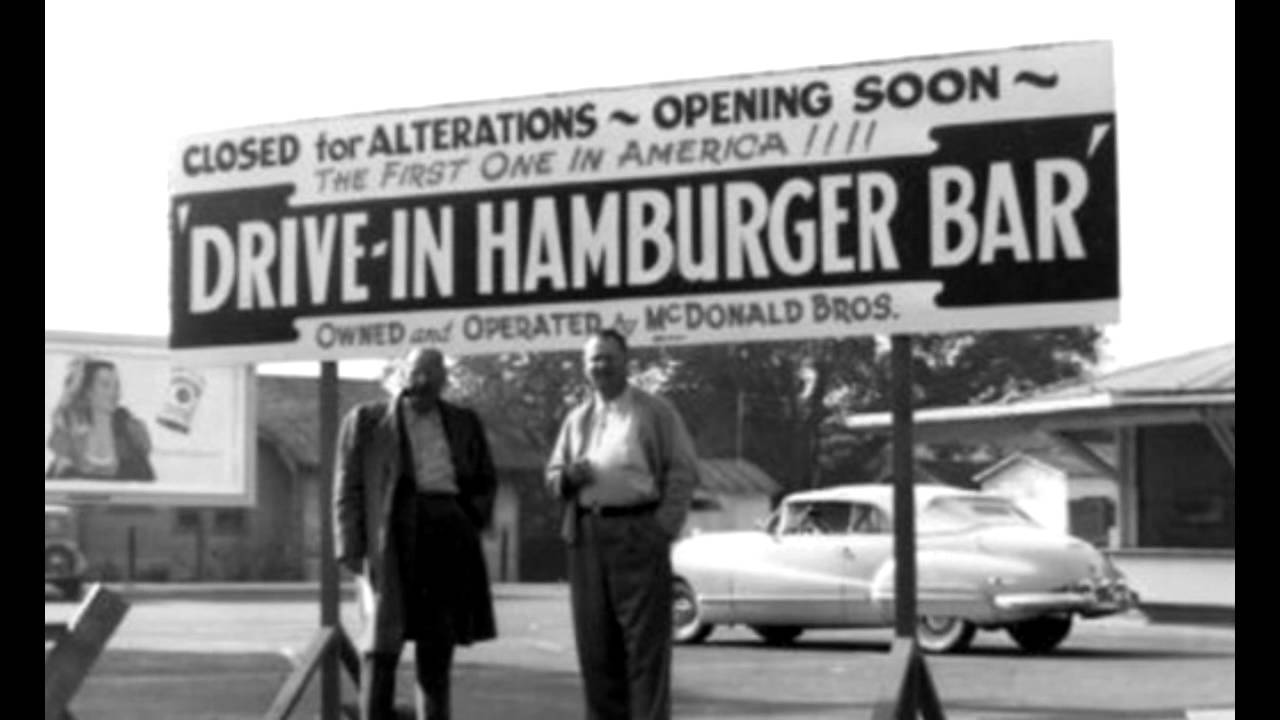 CLOSED for ALTERATIONS ~ OPENING SOON ~
THE FIRST ONE IN AMERICA !!!!
'DRIVE-IN HAMBURGER BAR'
OWNED and OPERATED by McDONALD BROS.